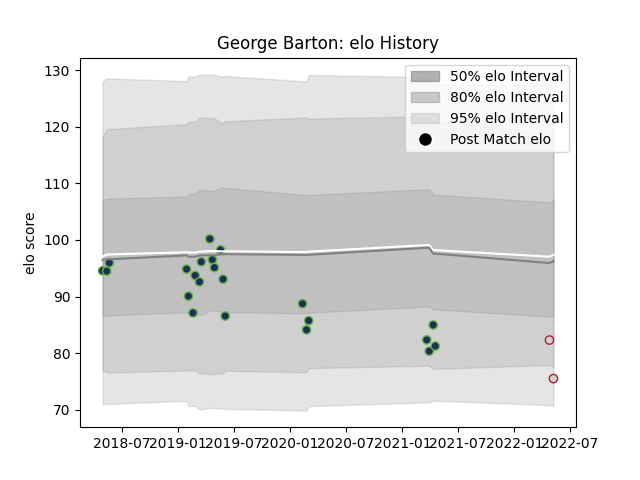 George Barton: elo History
50% elo Interval
80% elo Interval
95% elo Interval
Post Match elo
elo score
130
120
110
100
90
80
70
2018-07
2019-01
2019-07
2020-01
2020-07
2021-01
2021-07
2022-01
2022-07